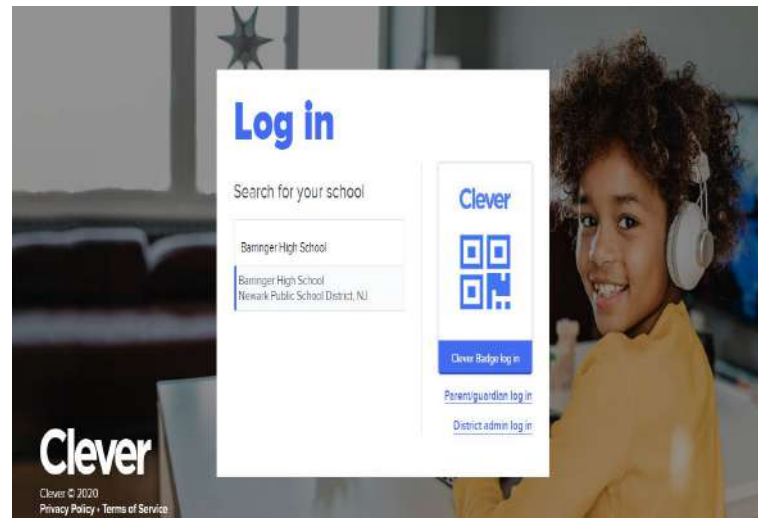 Log in
Search for your school
Barringer High School
Barringer High School
Newark Public School District, NJ
Clever
Clever Badge log in
Parent/guardian log in
District admin log in
Clever
Clever © 2020
Privacy Policy • Terms of Service